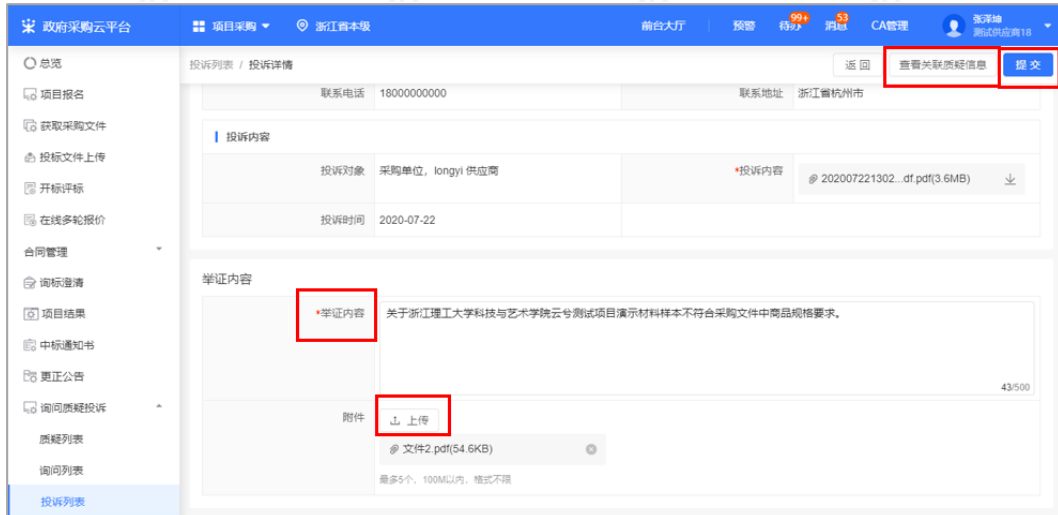 政府采购云平台
项目采购
浙江省本级
前台大厅
预警
待办
99+
消息
53
CA管理
张泽坤
测试供应商18
总览
项目报名
获取采购文件
投标文件上传
开标评标
在线多轮报价
合同管理
询标澄清
项目结果
中标通知书
更正公告
询问质疑投诉
质疑列表
询问列表
投诉列表
投诉列表 / 投诉详情
返回
查看关联质疑信息
提交
联系电话 18000000000 联系地址 浙江省杭州市
投诉内容
投诉对象 采购单位，longyi 供应商 *投诉内容 202007221302...df.pdf(3.6MB)
投诉时间 2020-07-22
举证内容
*举证内容 关于浙江理工大学科技与艺术学院云兮测试项目演示材料样本不符合采购文件中商品规格要求。
43/500
附件 上传
文件2.pdf(54.6KB)
最多5个，100M以内，格式不限